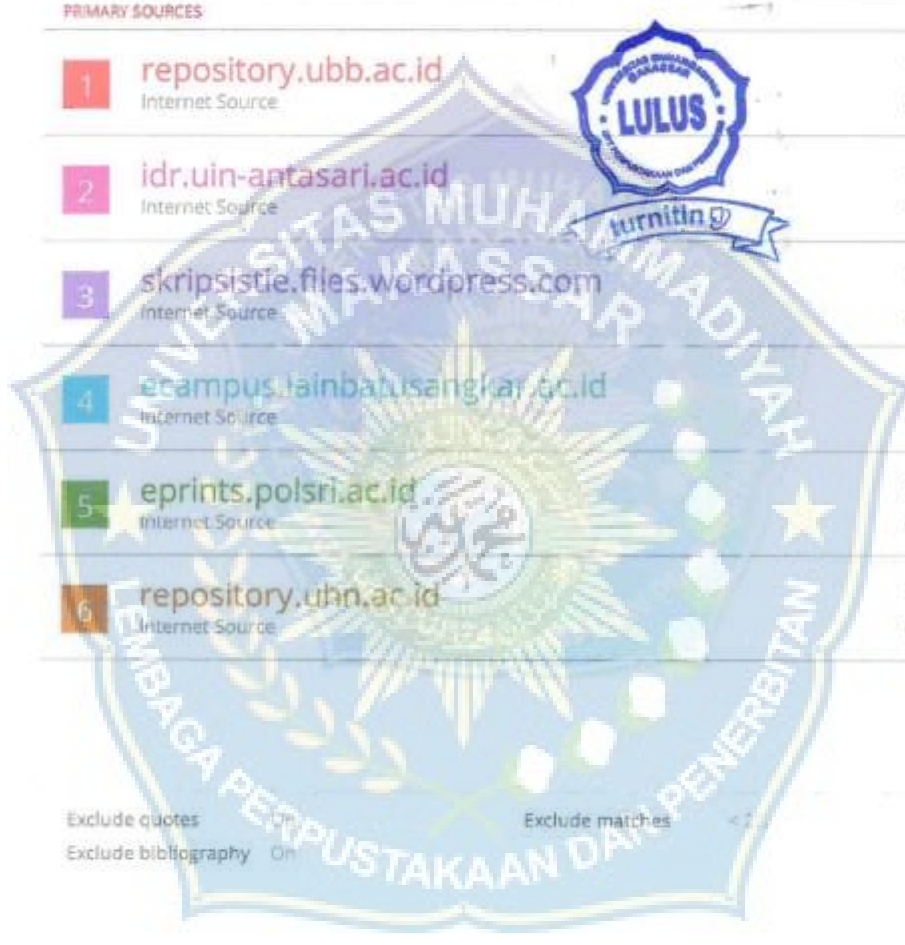 PRIMARY SOURCES
1 repository.ubb.ac.id
Internet Source
LULUS
turnitin
2 idr.uin-antasari.ac.id
Internet Source
3 skripsistie.files.wordpress.com
Internet Source
4 ecampus.iainbatusangkar.ac.id
Internet Source
5 eprints.polsri.ac.id
Internet Source
6 repository.uhn.ac.id
Internet Source
UNIVERSITAS MUHAMMADIYAH
MAKASSAR
LEMBAGA PERPUSTAKAAN DAN PENERBITAN
محمدية
Exclude quotes On
Exclude matches
Exclude bibliography On